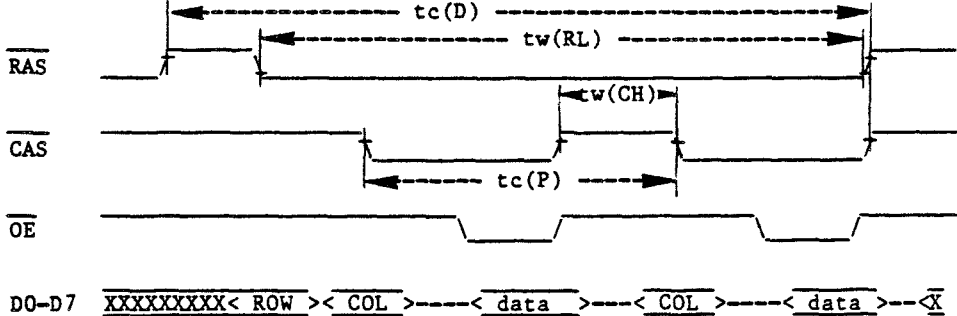 tc(D)
tw(RL)
RAS
tw(CH)
CAS
tc(P)
OE
D0-D7 XXXXXXXXX< ROW >< COL >----< data >---< COL >----< data >--<X